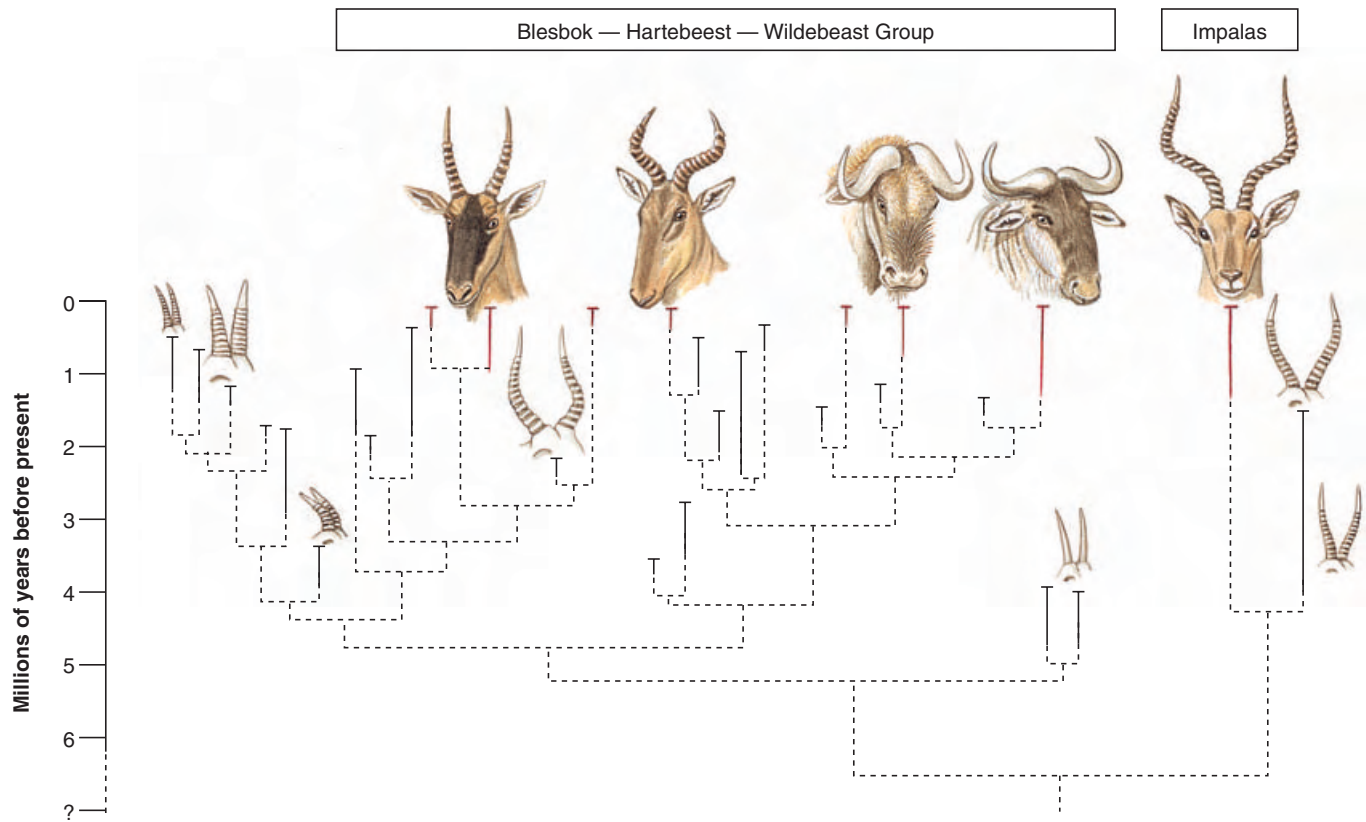 Blesbok — Hartebeest — Wildebeast Group
Impalas
Millions of years before present
0
1
2
3
4
5
6
?